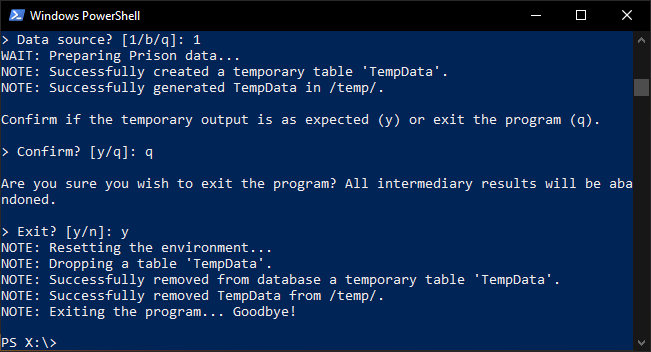 Windows PowerShell
> Data source? [1/b/q]: 1
WAIT: Preparing Prison data...
NOTE: Successfully created a temporary table 'TempData'.
NOTE: Successfully generated TempData in /temp/.
Confirm if the temporary output is as expected (y) or exit the program (q).
> Confirm? [y/q]: q
Are you sure you wish to exit the program? All intermediary results will be aba
ndoned.
> Exit? [y/n]: y
NOTE: Resetting the environment...
NOTE: Dropping a table 'TempData'.
NOTE: Successfully removed from database a temporary table 'TempData'.
NOTE: Successfully removed TempData from /temp/.
NOTE: Exiting the program... Goodbye!
PS X:\>